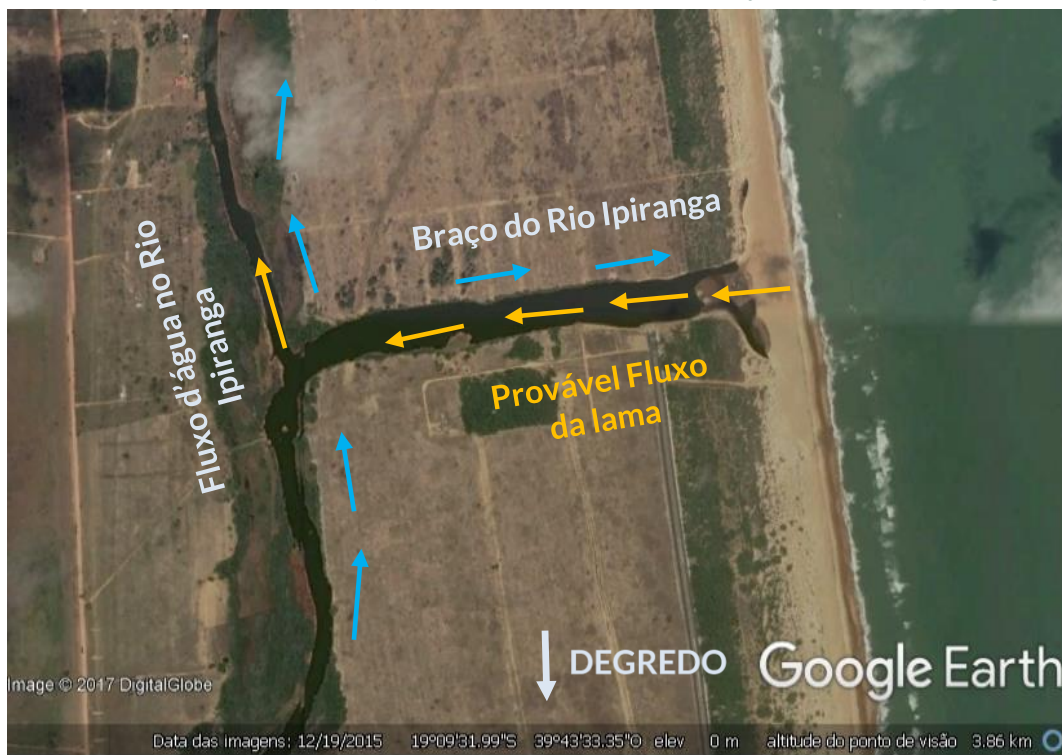 Braço do Rio Ipiranga
Fluxo d'água no Rio
Ipiranga
Provável Fluxo
da lama
DEGREDO
Google Earth
Image © 2017 DigitalGlobe
Data das imagens: 12/19/2015 19°09'31.99"S 39°43'33.35"O elev 0 m altitude do ponto de visão 3.86 km